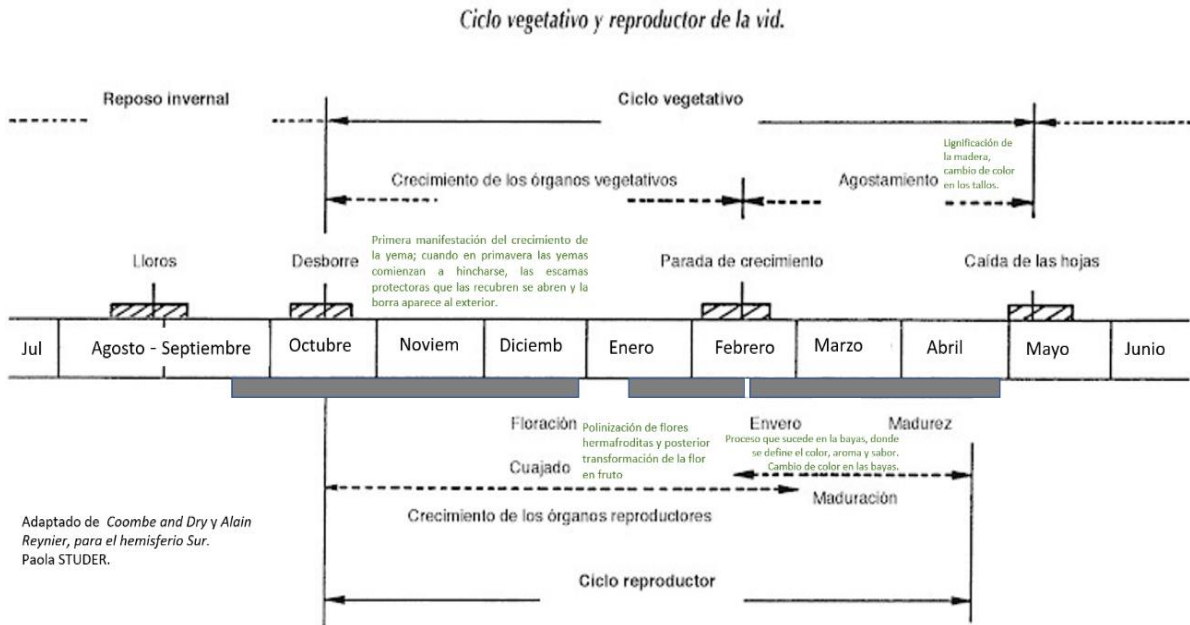 Ciclo vegetativo y reproductor de la vid.
Reposo invernal
Ciclo vegetativo
Crecimiento de los órganos vegetativos
Agostamiento
Lignificación de
la madera,
cambio de color
en los tallos.
Lloros
Desborre
Primera manifestación del crecimiento de
la yema; cuando en primavera las yemas
comienzan a hincharse, las escamas
protectoras que las recubren se abren y la
borra aparece al exterior.
Parada de crecimiento
Caída de las hojas
Jul
Agosto - Septiembre
Octubre
Noviem
Diciemb
Enero
Febrero
Marzo
Abril
Mayo
Junio
Floración
Polinización de flores
hermafroditas y posterior
transformación de la flor
en fruto
Envero
Madurez
Proceso que sucede en la bayas, donde
se define el color, aroma y sabor.
Cambio de color en las bayas.
Cuajado
Maduración
Crecimiento de los órganos reproductores
Adaptado de Coombe and Dry y Alain
Reynier, para el hemisferio Sur.
Paola STUDER.
Ciclo reproductor